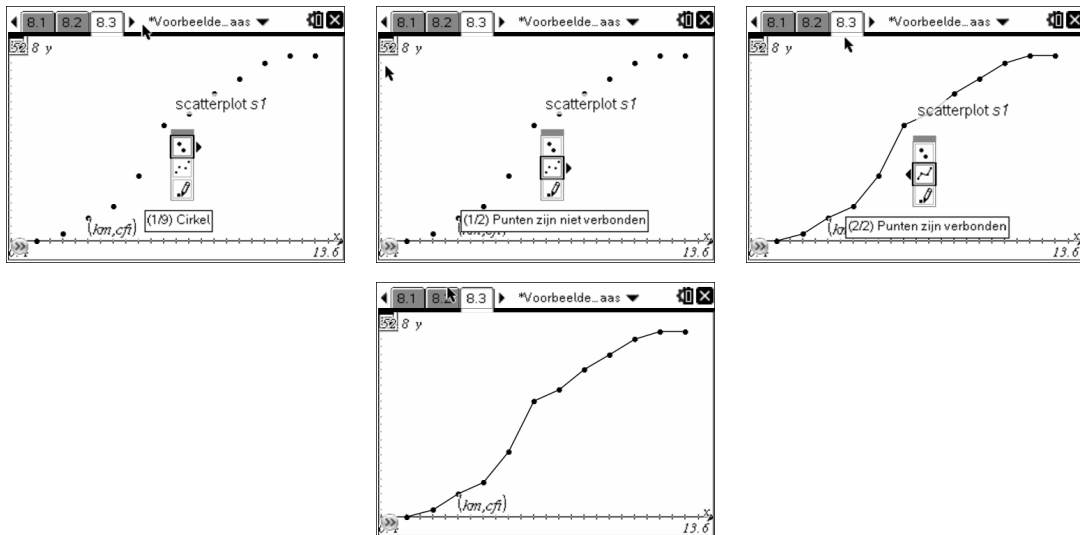 8.1 8.2 8.3 *Voorbeelde...aas
8 y
scatterplot s1
(1/9) Cirkel
(km,cfi)
x
13.6
8.1 8.2 8.3 *Voorbeelde...aas
8 y
scatterplot s1
(1/2) Punten zijn niet verbonden
x
13.6
8.1 8.2 8.3 *Voorbeelde...aas
8 y
scatterplot s1
(2/2) Punten zijn verbonden
x
13.6
8.1 8.2 8.3 *Voorbeelde...aas
8 y
(km,cfi)
x
13.6